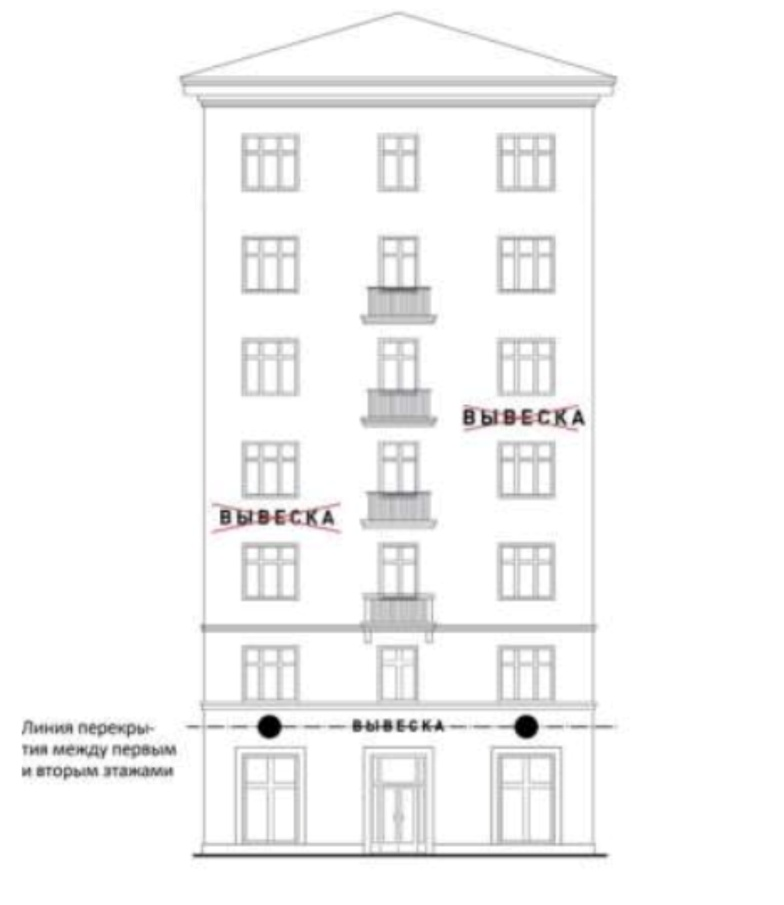 ВЫВЕСКА
ВЫВЕСКА
Линия перекры-
тия между первым
и вторым этажами
ВЫВЕСКА